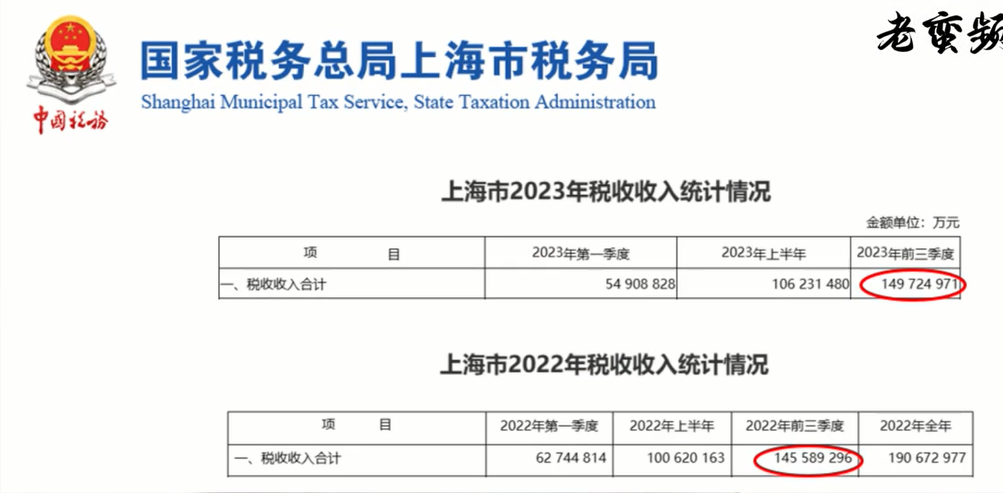 老蛮频
国家税务总局上海市税务局
Shanghai Municipal Tax Service, State Taxation Administration
中国税务
上海市2023年税收收入统计情况
金额单位：万元
项 目 2023年第一季度 2023年上半年 2023年前三季度
一、税收收入合计 54 908 828 106 231 480 149 724 971
上海市2022年税收收入统计情况
项 目 2022年第一季度 2022年上半年 2022年前三季度 2022年全年
一、税收收入合计 62 744 814 100 620 163 145 589 296 190 672 977